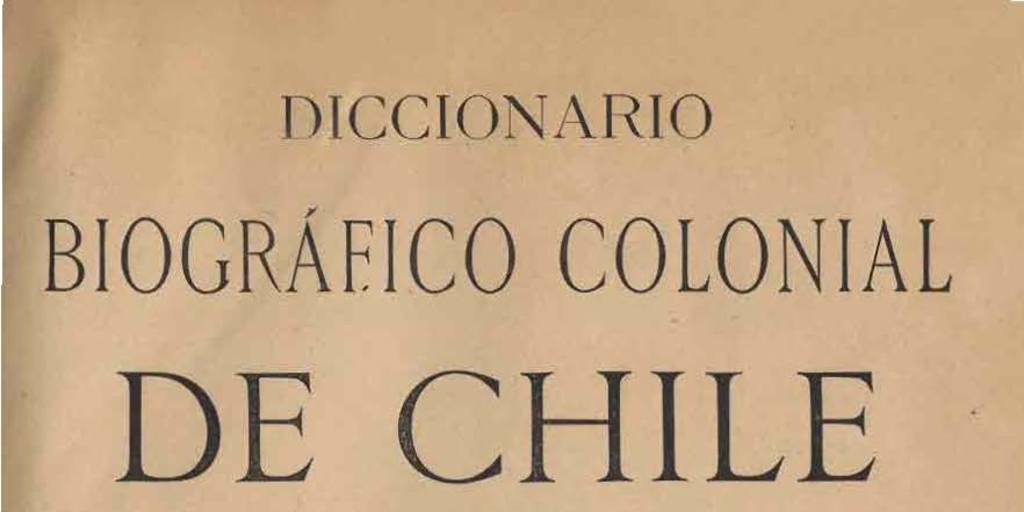 DICCIONARIO
BIOGRÁFICO COLONIAL
DE CHILE